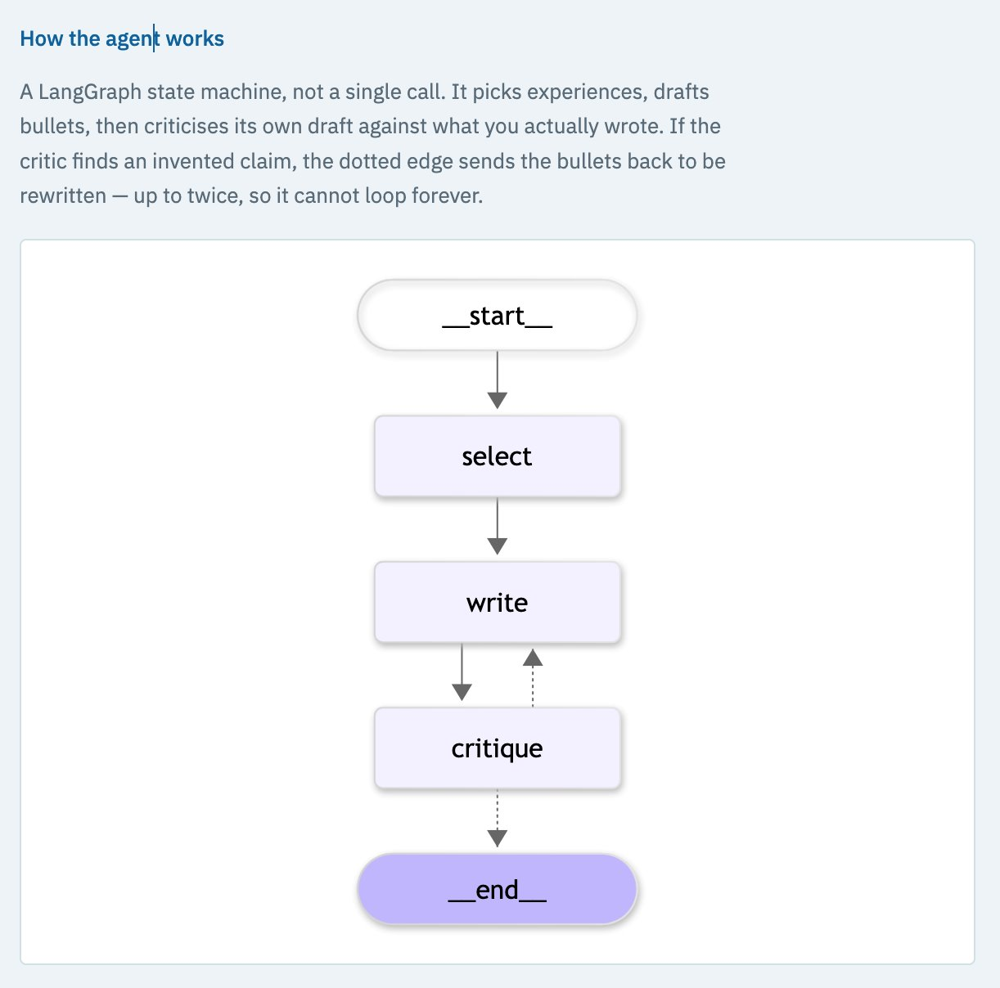 How the agent works
A LangGraph state machine, not a single call. It picks experiences, drafts
bullets, then criticises its own draft against what you actually wrote. If the
critic finds an invented claim, the dotted edge sends the bullets back to be
rewritten — up to twice, so it cannot loop forever.
__start__
select
write
critique
__end__